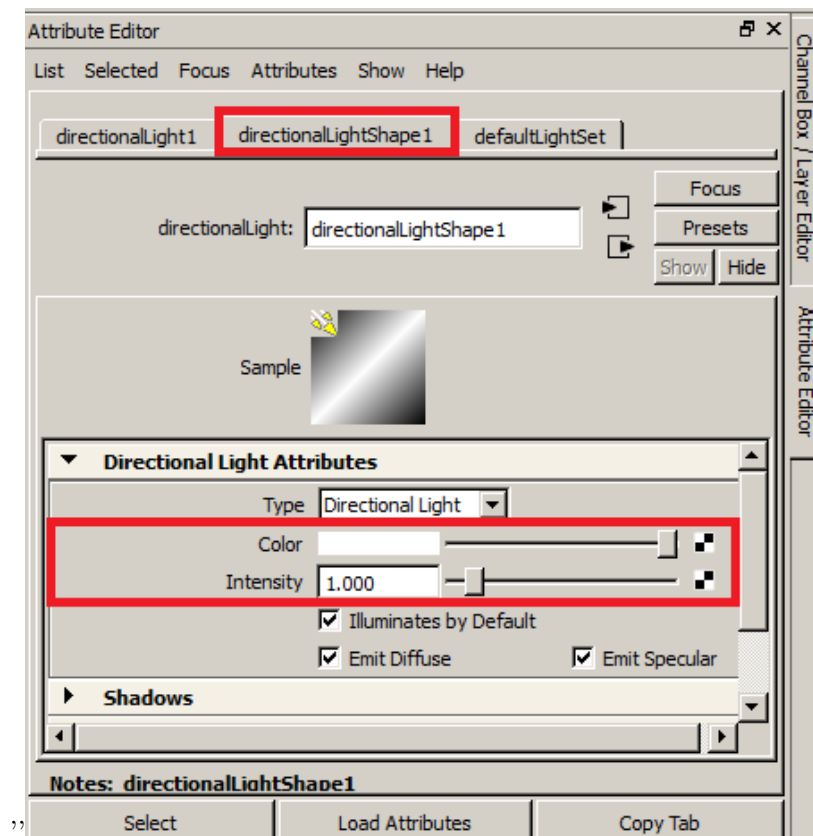 Attribute Editor
List Selected Focus Attributes Show Help
directionalLight1 directionalLightShape1 defaultLightSet
directionalLight: directionalLightShape1
Focus
Presets
Show Hide
Sample
Directional Light Attributes
Type Directional Light
Color
Intensity 1.000
Illuminates by Default
Emit Diffuse Emit Specular
Shadows
Notes: directionalLightShape1
,, Select Load Attributes Copy Tab
Channel Box / Layer Editor
Attribute Editor